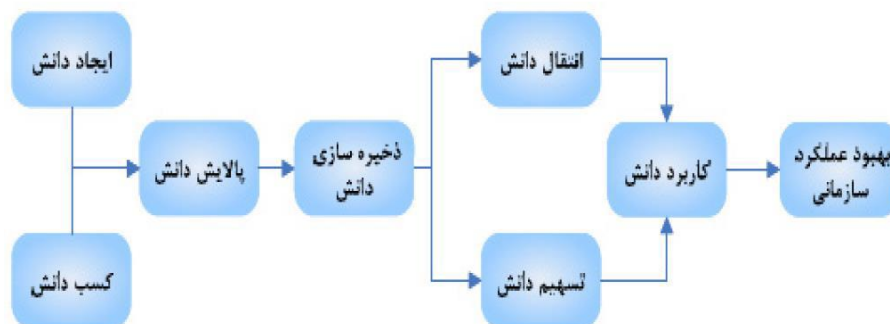 ایجاد دانش
کسب دانش
پالایش دانش
ذخیره سازی
دانش
انتقال دانش
تسهیم دانش
کاربرد دانش
بهبود عملکرد
سازمانی